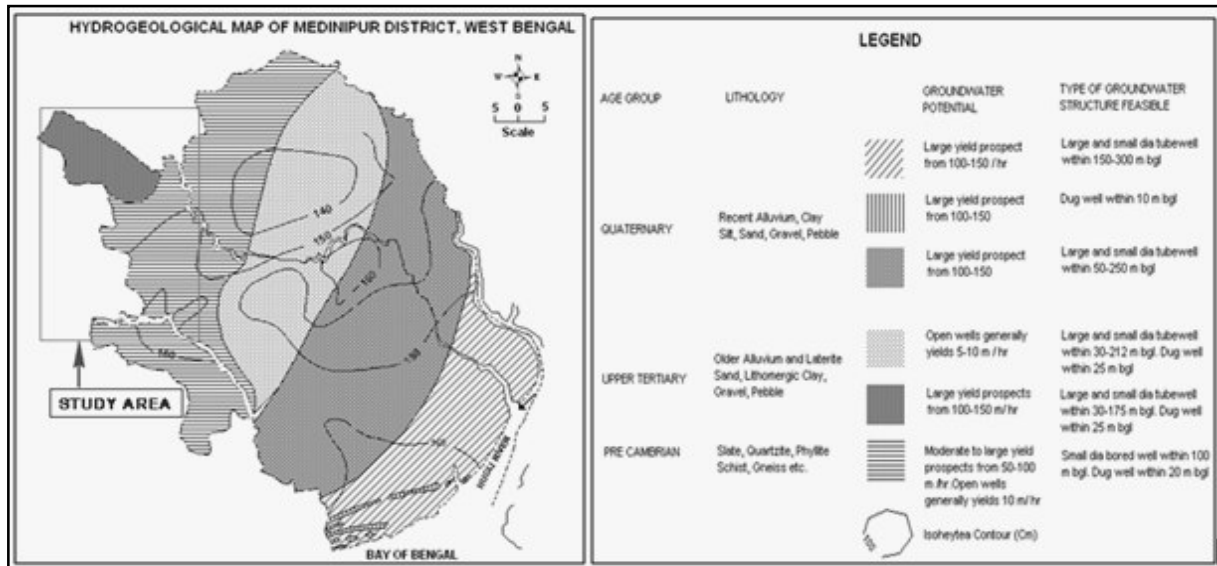 HYDROGEOLOGICAL MAP OF MEDINIPUR DISTRICT, WEST BENGAL
N
W
E
S
5 0 5
Scale
140
150
160
150
160
STUDY AREA
HOOGLI RIVER
BAY OF BENGAL
LEGEND
AGE GROUP
LITHOLOGY
GROUNDWATER
POTENTIAL
TYPE OF GROUNDWATER
STRUCTURE FEASIBLE
Large yield prospect
from 100-150 / hr
Large and small dia tubewell
within 150-300 m bgl
QUATERNARY
Recent Alluvium, Clay
Silt, Sand, Gravel, Pebble
Large yield prospect
from 100-150
Dug well within 10 m bgl
Large yield prospect
from 100-150
Large and small dia tubewell
within 50-250 m bgl
UPPER TERTIARY
Older Alluvium and Laterite
Sand, Lithomergic Clay,
Gravel, Pebble
Open wells generally
yields 5-10 m / hr
Large and small dia tubewell
within 30-212 m bgl. Dug well
within 25 m bgl
Large yield prospects
from 100-150 m/hr
Large and small dia tubewell
within 30-175 m bgl. Dug well
within 25 m bgl
PRE CAMBRIAN
Slate, Quartzite, Phyllite
Schist, Gneiss etc.
Moderate to large yield
prospects from 50-100
m /hr.Open wells
generally yields 10 m/hr
Small dia bored well within 100
m bgl. Dug well within 20 m bgl
100
Isoheytea Contour (Cm)